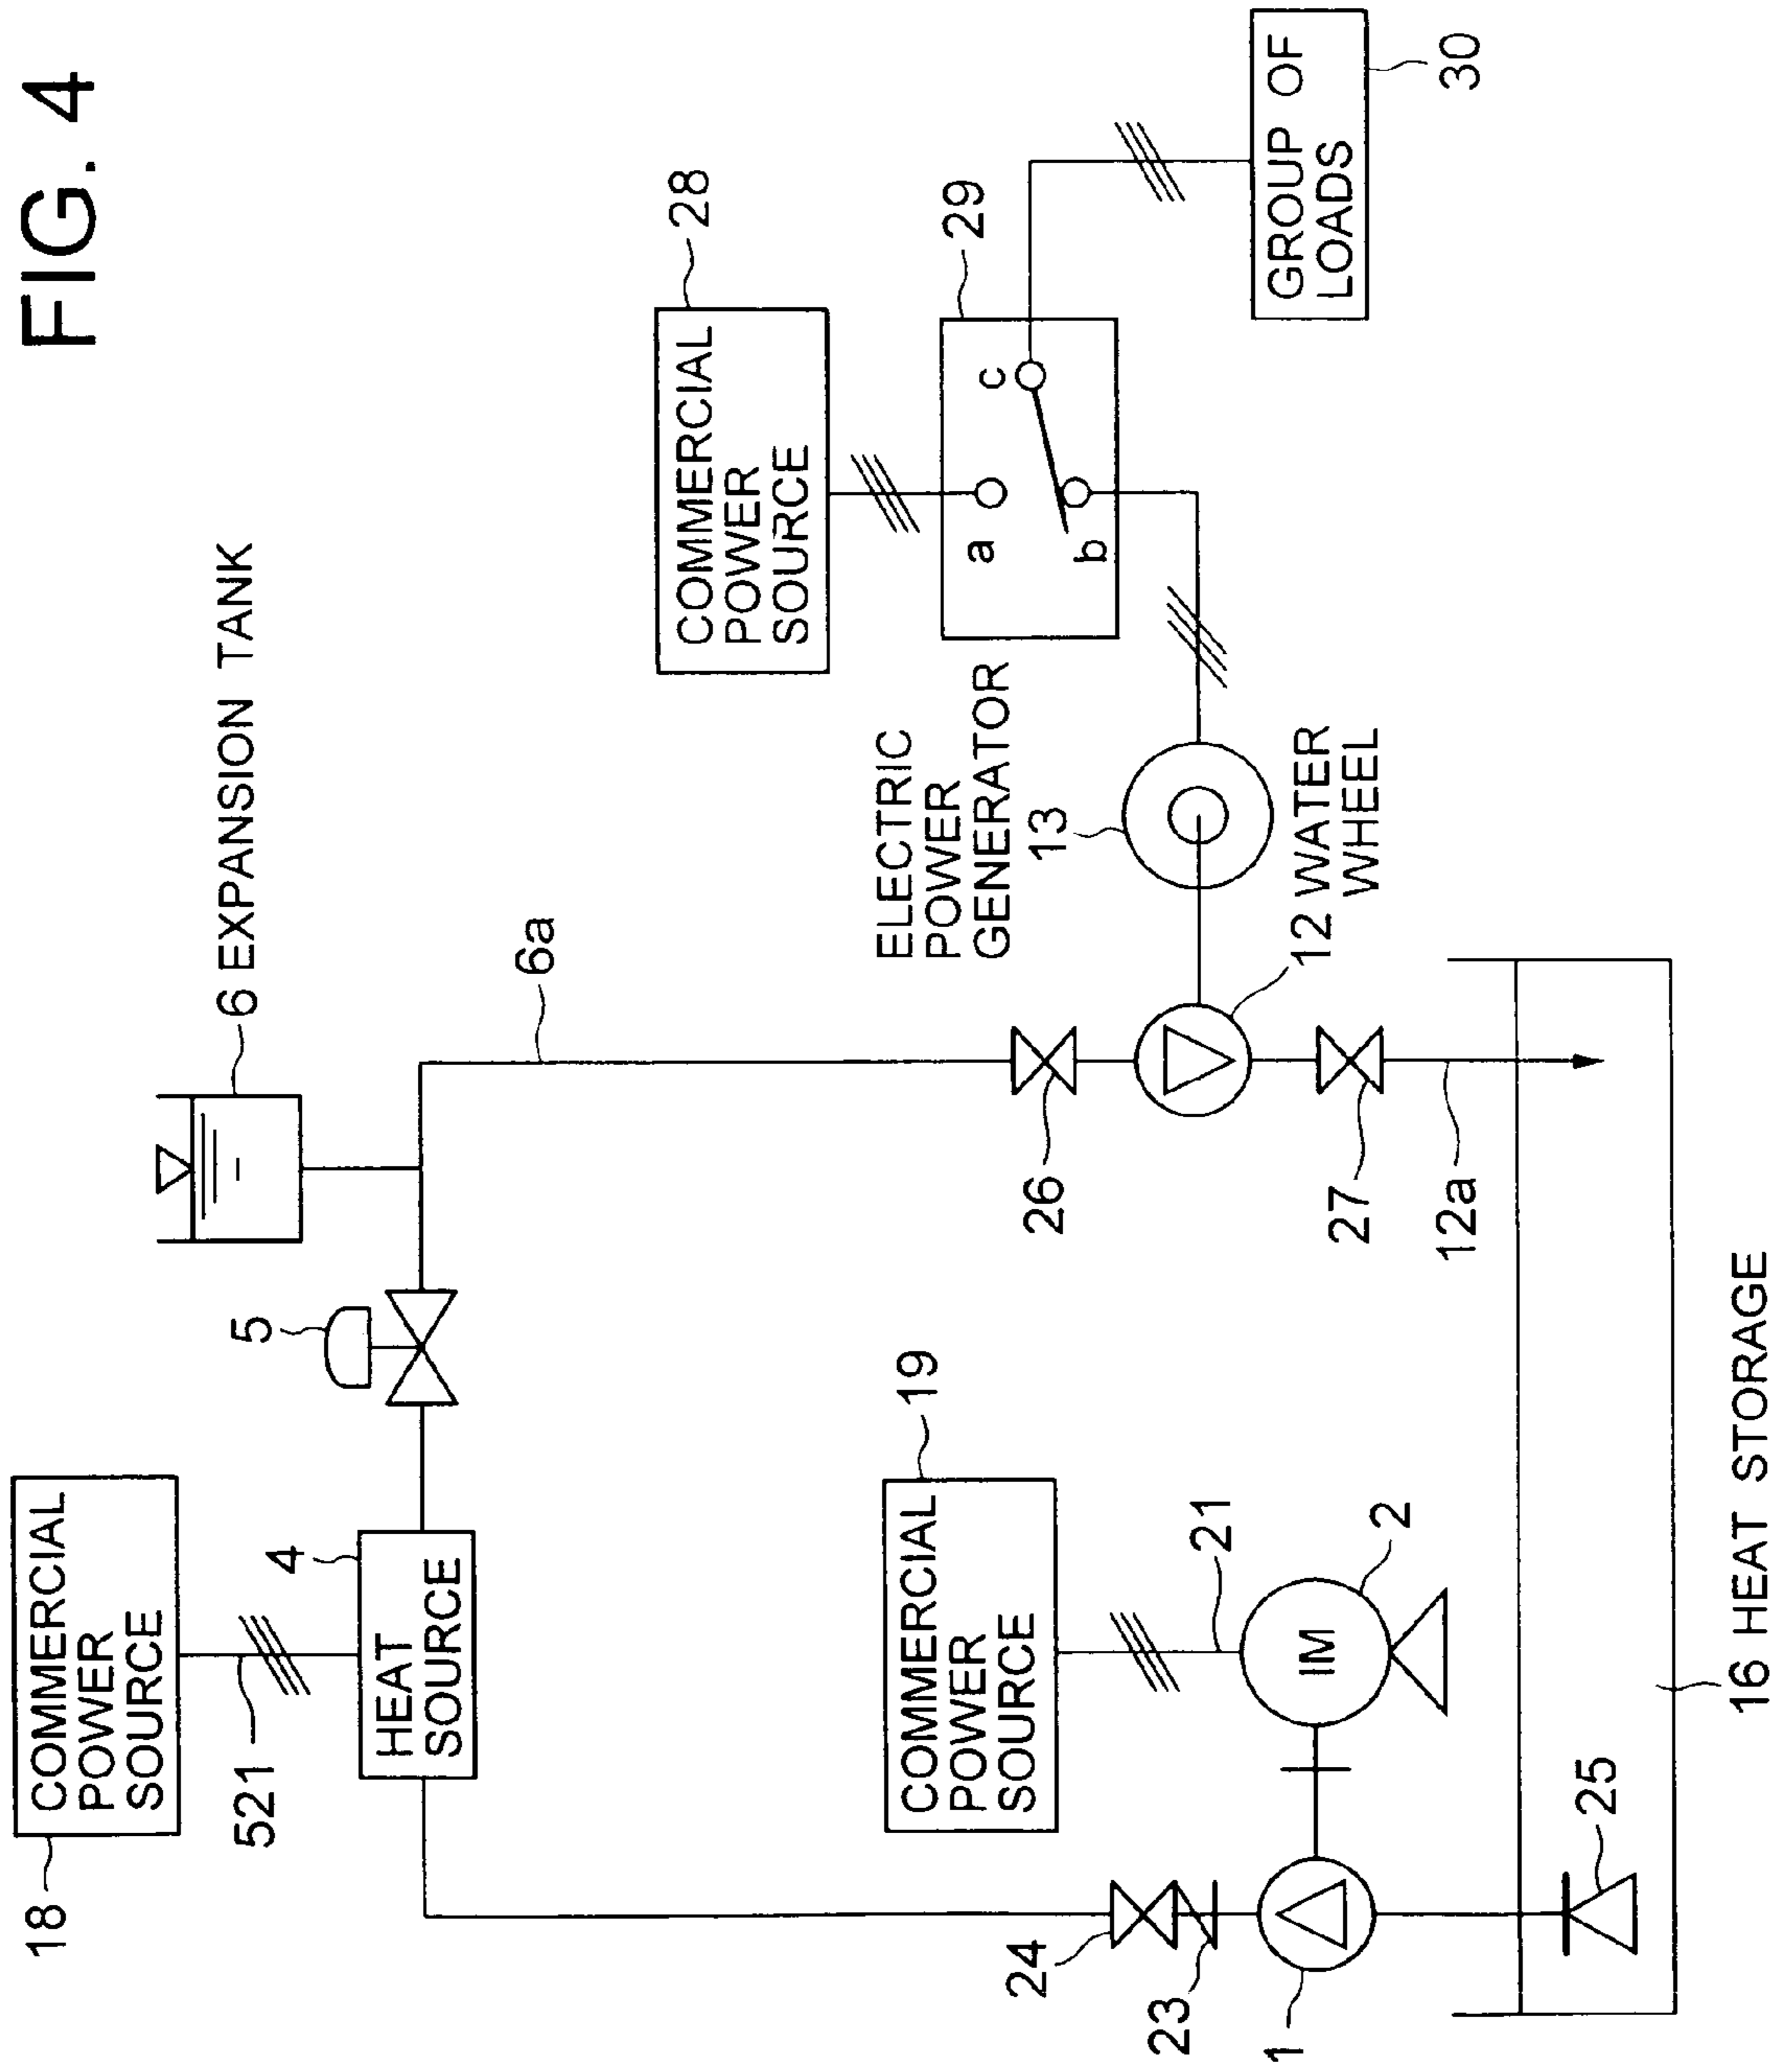 FIG. 4
COMMERCIAL
POWER
SOURCE
18
521
4
HEAT
SOURCE
5
6 EXPANSION TANK
6a
COMMERCIAL
POWER
SOURCE
28
29
a
b
c
GROUP OF
LOADS
30
ELECTRIC
POWER
GENERATOR
13
12 WATER
WHEEL
26
27
12a
COMMERCIAL
POWER
SOURCE
19
21
IM
2
24
23
1
25
16 HEAT STORAGE